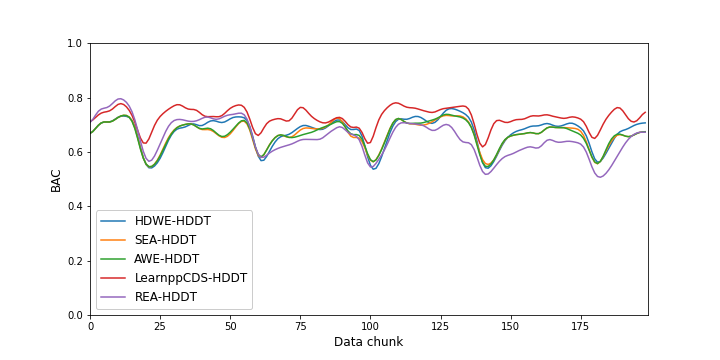 1.0
0.8
0.6
0.4
0.2
0.0
BAC
HDWE-HDDT
SEA-HDDT
AWE-HDDT
LearnppCDS-HDDT
REA-HDDT
0 25 50 75 100 125 150 175
Data chunk